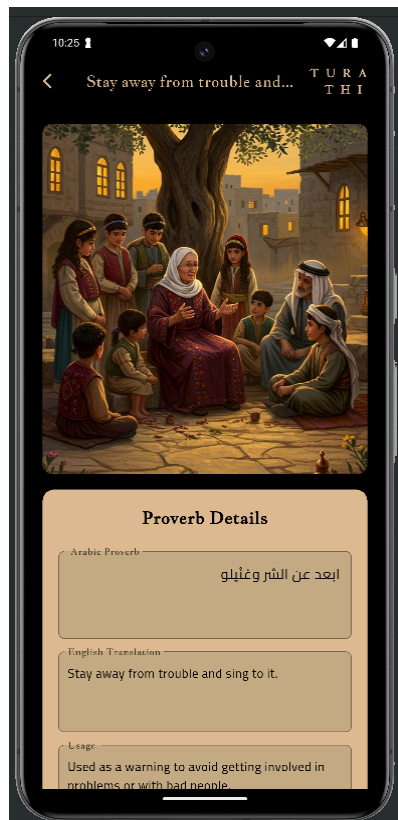 10:25
Stay away from trouble and...
TURA
THI
Proverb Details
Arabic Proverb
ابعد عن الشر وغنّيلو
English Translation
Stay away from trouble and sing to it.
Usage
Used as a warning to avoid getting involved in
problems or with bad people.